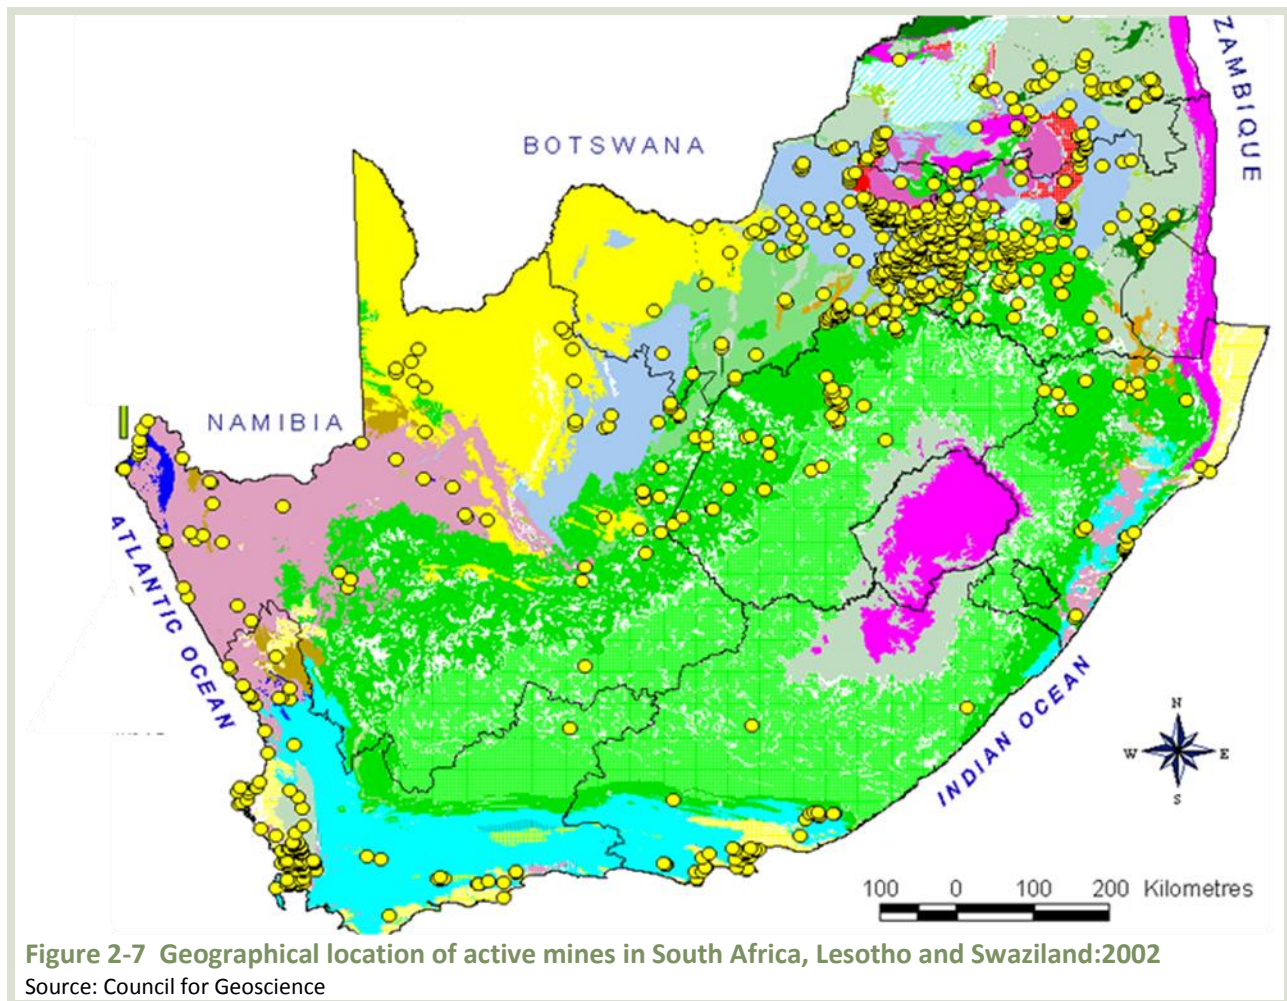 ZAMBIQUE
BOTSWANA
NAMIBIA
ATLANTIC OCEAN
INDIAN OCEAN
N
W E
S
100 0 100 200 Kilometres
Figure 2-7 Geographical location of active mines in South Africa, Lesotho and Swaziland:2002
Source: Council for Geoscience